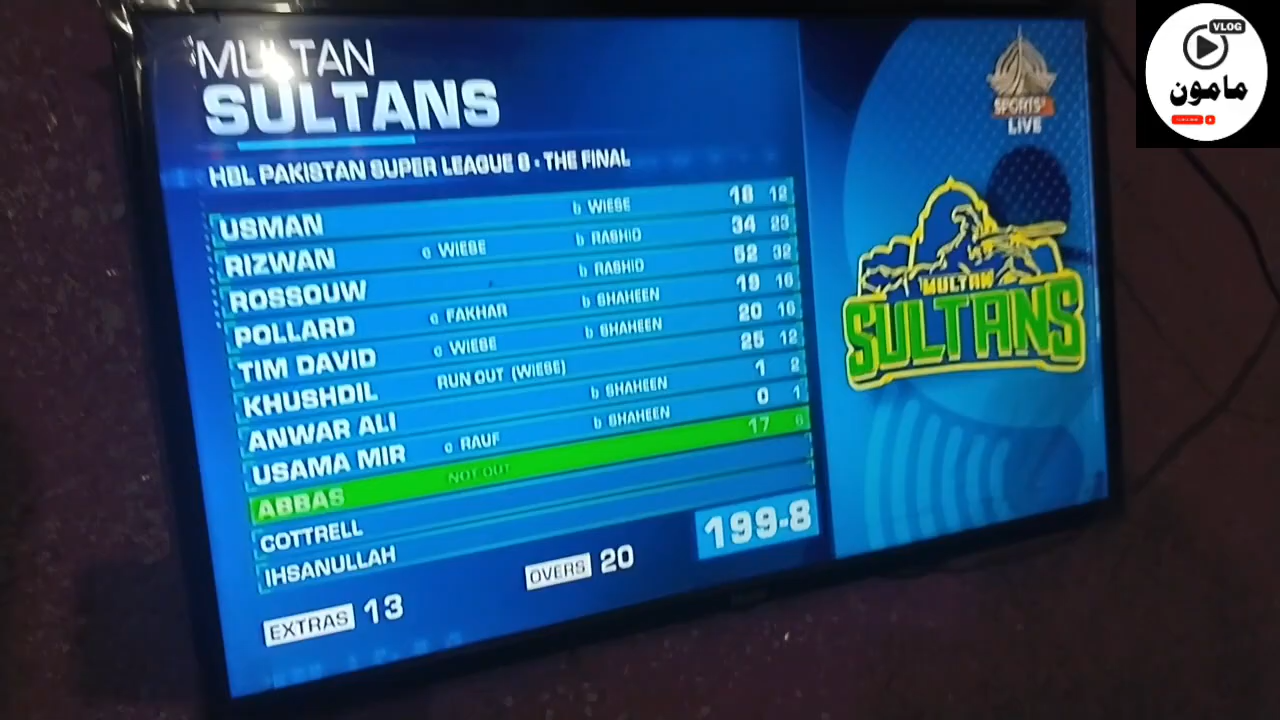 MULTAN
SULTANS
HBL PAKISTAN SUPER LEAGUE 8 - THE FINAL
USMAN b WIESE 18 12
RIZWAN c WIESE b RASHID 34 23
ROSSOUW b RASHID 52 32
POLLARD c FAKHAR b SHAHEEN 19 16
TIM DAVID c WIESE b SHAHEEN 20 16
KHUSHDIL RUN OUT (WIESE) 25 12
ANWAR ALI b SHAHEEN 1 2
USAMA MIR c RAUF b SHAHEEN 0 1
ABBAS NOT OUT 17 6
COTTRELL
IHSANULLAH
EXTRAS 13 OVERS 20 199-8
SPORTS
LIVE
MULTAN
SULTANS
VLOG
مامون